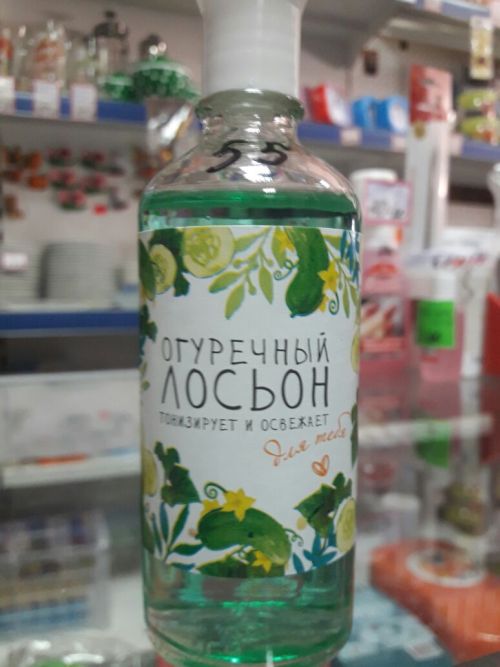 55
ОГУРЕЧНЫЙ
ЛОСЬОН
ТОНИЗИРУЕТ И ОСВЕЖАЕТ
для тебя